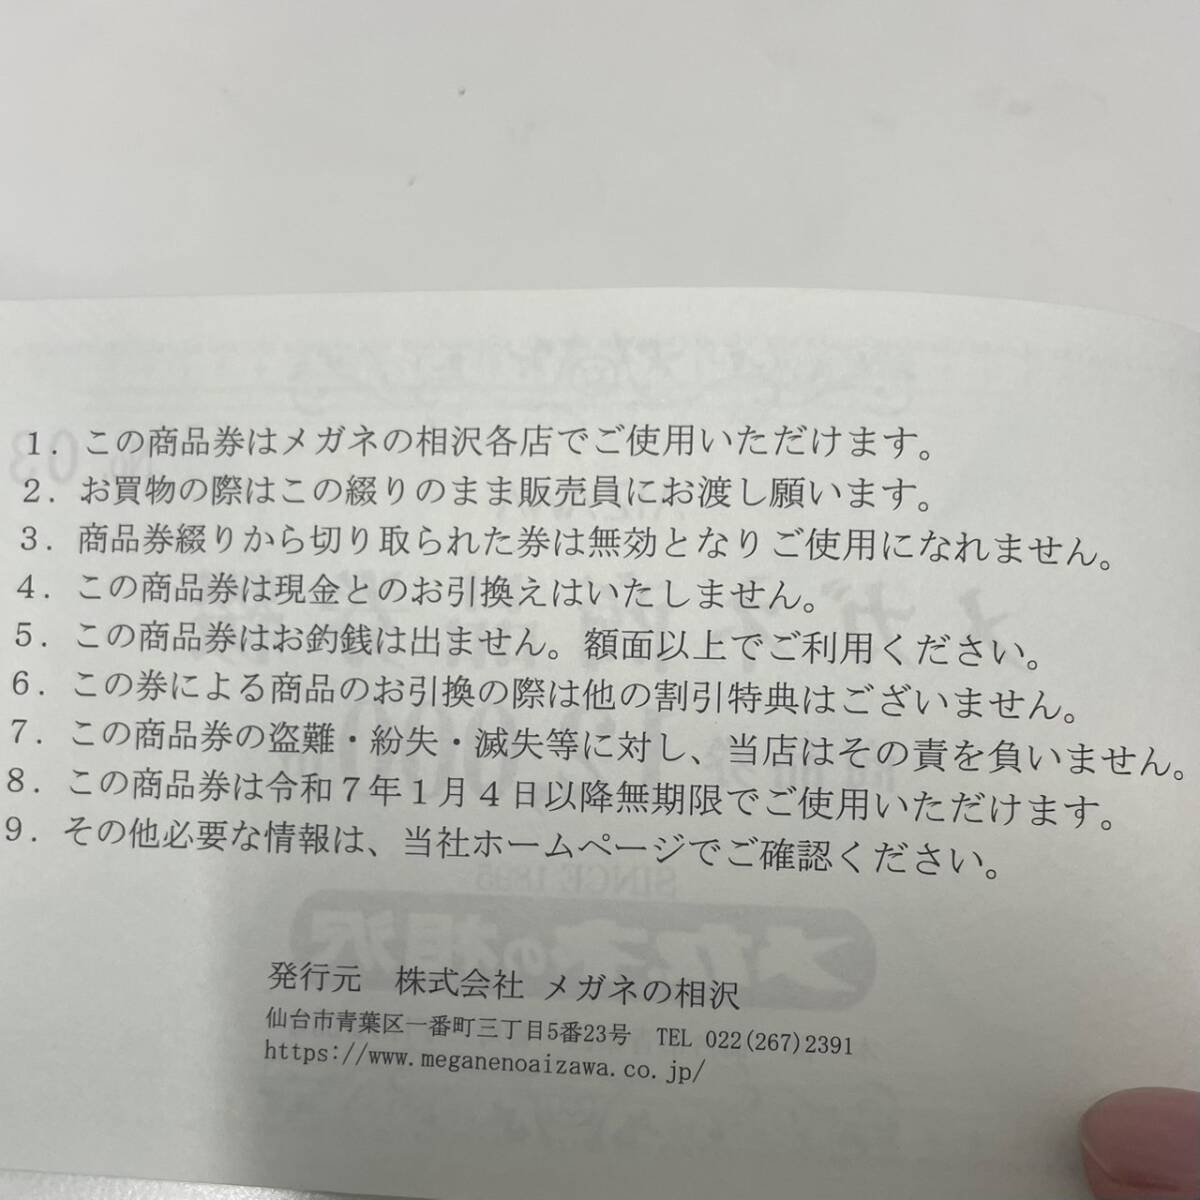 1．この商品券はメガネの相沢各店でご使用いただけます。
2．お買物の際はこの綴りのまま販売員にお渡し願います。
3．商品券綴りから切り取られた券は無効となりご使用になれません。
4．この商品券は現金とのお引換えはいたしません。
5．この商品券はお釣銭は出ません。額面以上でご利用ください。
6．この券による商品のお引換の際は他の割引特典はございません。
7．この商品券の盗難・紛失・滅失等に対し、当店はその責を負いません。
8．この商品券は令和7年1月4日以降無期限でご使用いただけます。
9．その他必要な情報は、当社ホームページでご確認ください。
SINCE 1895
メガネの相沢
発行元　株式会社 メガネの相沢
仙台市青葉区一番町三丁目5番23号　TEL 022(267)2391
https://www.meganenoaizawa.co.jp/